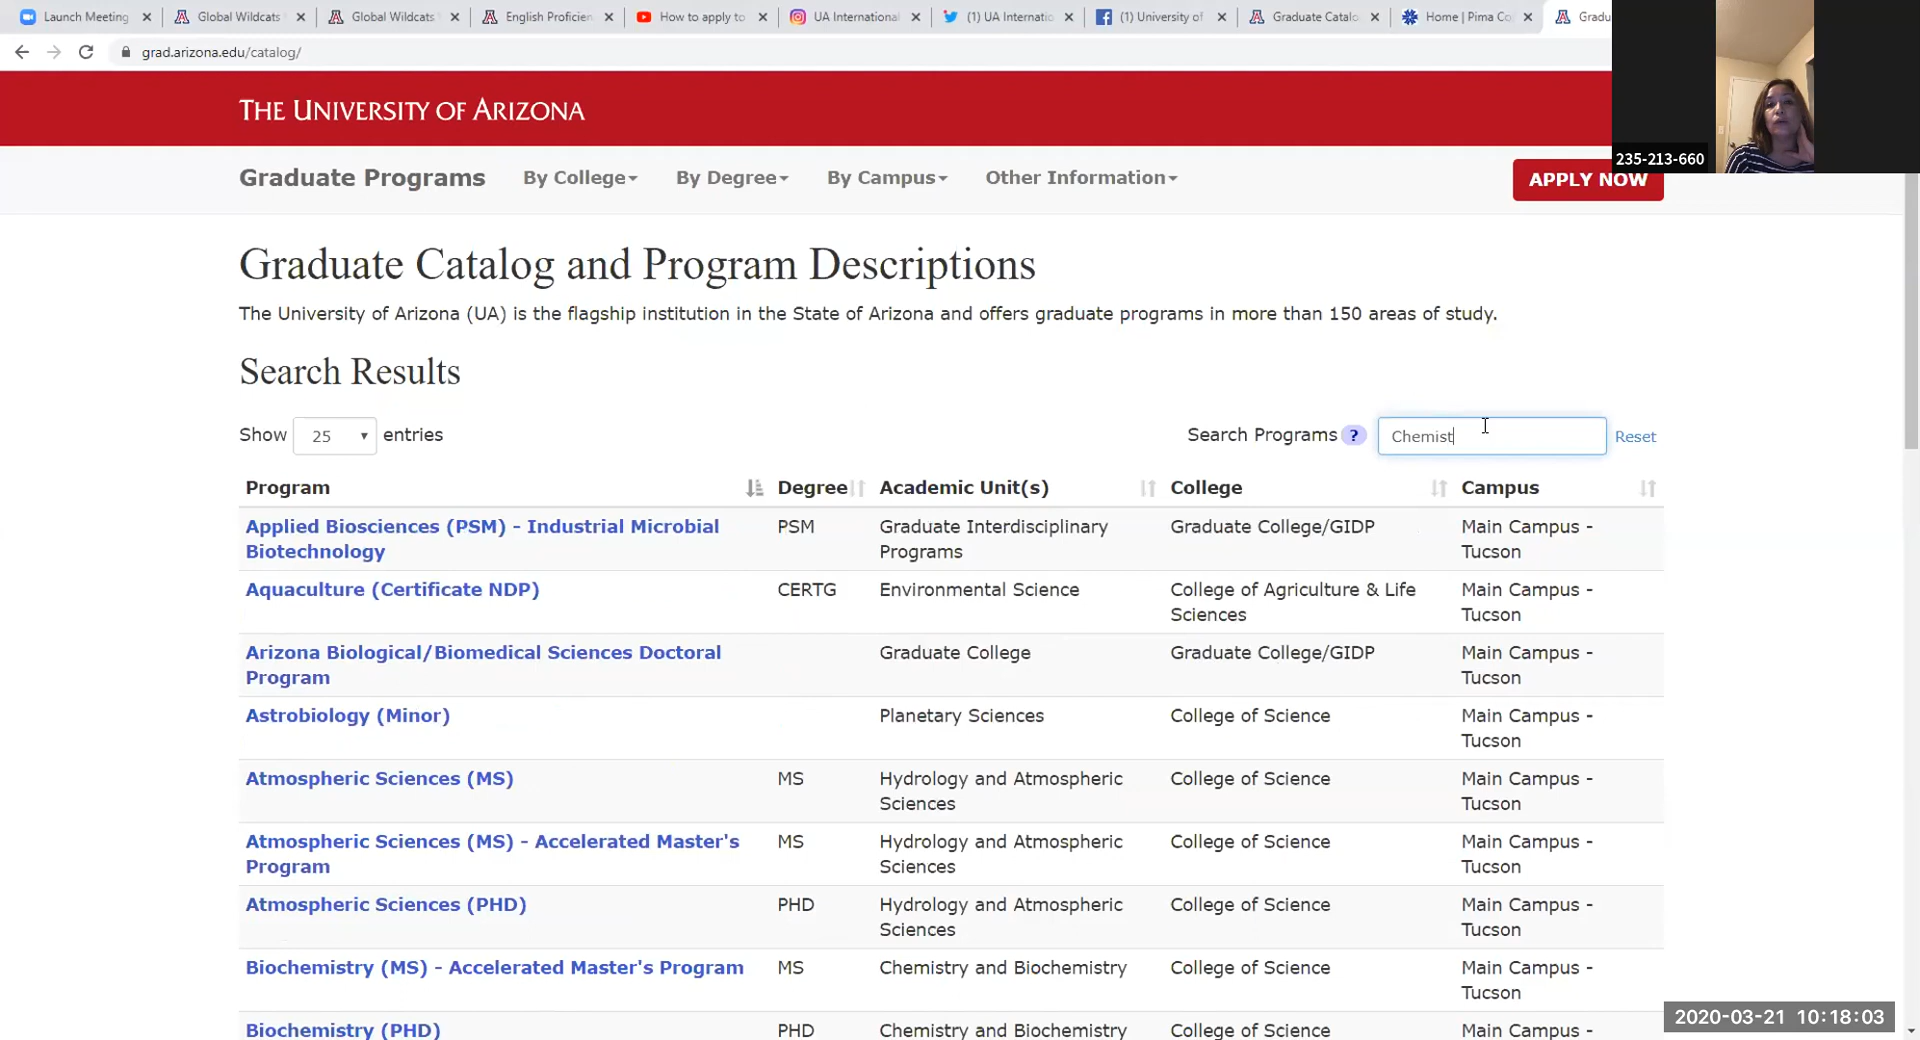 Launch Meeting
Global Wildcats
Global Wildcats
English Proficien
How to apply to
UA International
(1) UA Internatio
(1) University of
Graduate Catalo
Home | Pima Co
Gradu
grad.arizona.edu/catalog/
THE UNIVERSITY OF ARIZONA
235-213-660
Graduate Programs By College By Degree By Campus Other Information APPLY NOW
Graduate Catalog and Program Descriptions
The University of Arizona (UA) is the flagship institution in the State of Arizona and offers graduate programs in more than 150 areas of study.
Search Results
Show 25 entries Search Programs ? Chemist Reset
Program Degree Academic Unit(s) College Campus
Applied Biosciences (PSM) - Industrial Microbial PSM Graduate Interdisciplinary Graduate College/GIDP Main Campus -
Biotechnology Programs Tucson
Aquaculture (Certificate NDP) CERTG Environmental Science College of Agriculture & Life Main Campus -
Sciences Tucson
Arizona Biological/Biomedical Sciences Doctoral Graduate College Graduate College/GIDP Main Campus -
Program Tucson
Astrobiology (Minor) Planetary Sciences College of Science Main Campus -
Tucson
Atmospheric Sciences (MS) MS Hydrology and Atmospheric College of Science Main Campus -
Sciences Tucson
Atmospheric Sciences (MS) - Accelerated Master's MS Hydrology and Atmospheric College of Science Main Campus -
Program Sciences Tucson
Atmospheric Sciences (PHD) PHD Hydrology and Atmospheric College of Science Main Campus -
Sciences Tucson
Biochemistry (MS) - Accelerated Master's Program MS Chemistry and Biochemistry College of Science Main Campus -
Tucson
Biochemistry (PHD) PHD Chemistry and Biochemistry College of Science Main Campus -
2020-03-21 10:18:03